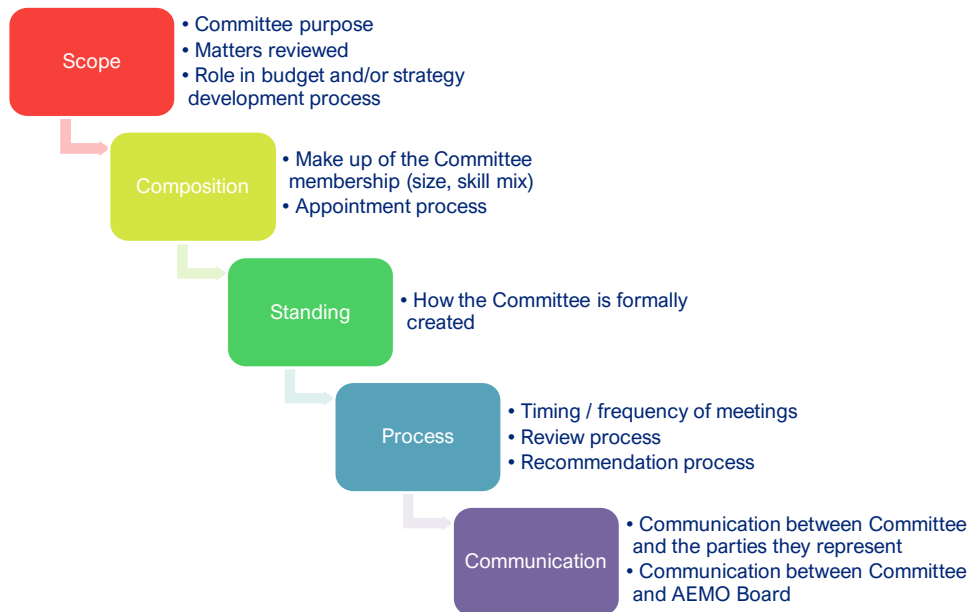 Scope
• Committee purpose
• Matters reviewed
• Role in budget and/or strategy
development process
Composition
• Make up of the Committee
membership (size, skill mix)
• Appointment process
Standing
• How the Committee is formally
created
Process
• Timing / frequency of meetings
• Review process
• Recommendation process
Communication
• Communication between Committee
and the parties they represent
• Communication between Committee
and AEMO Board